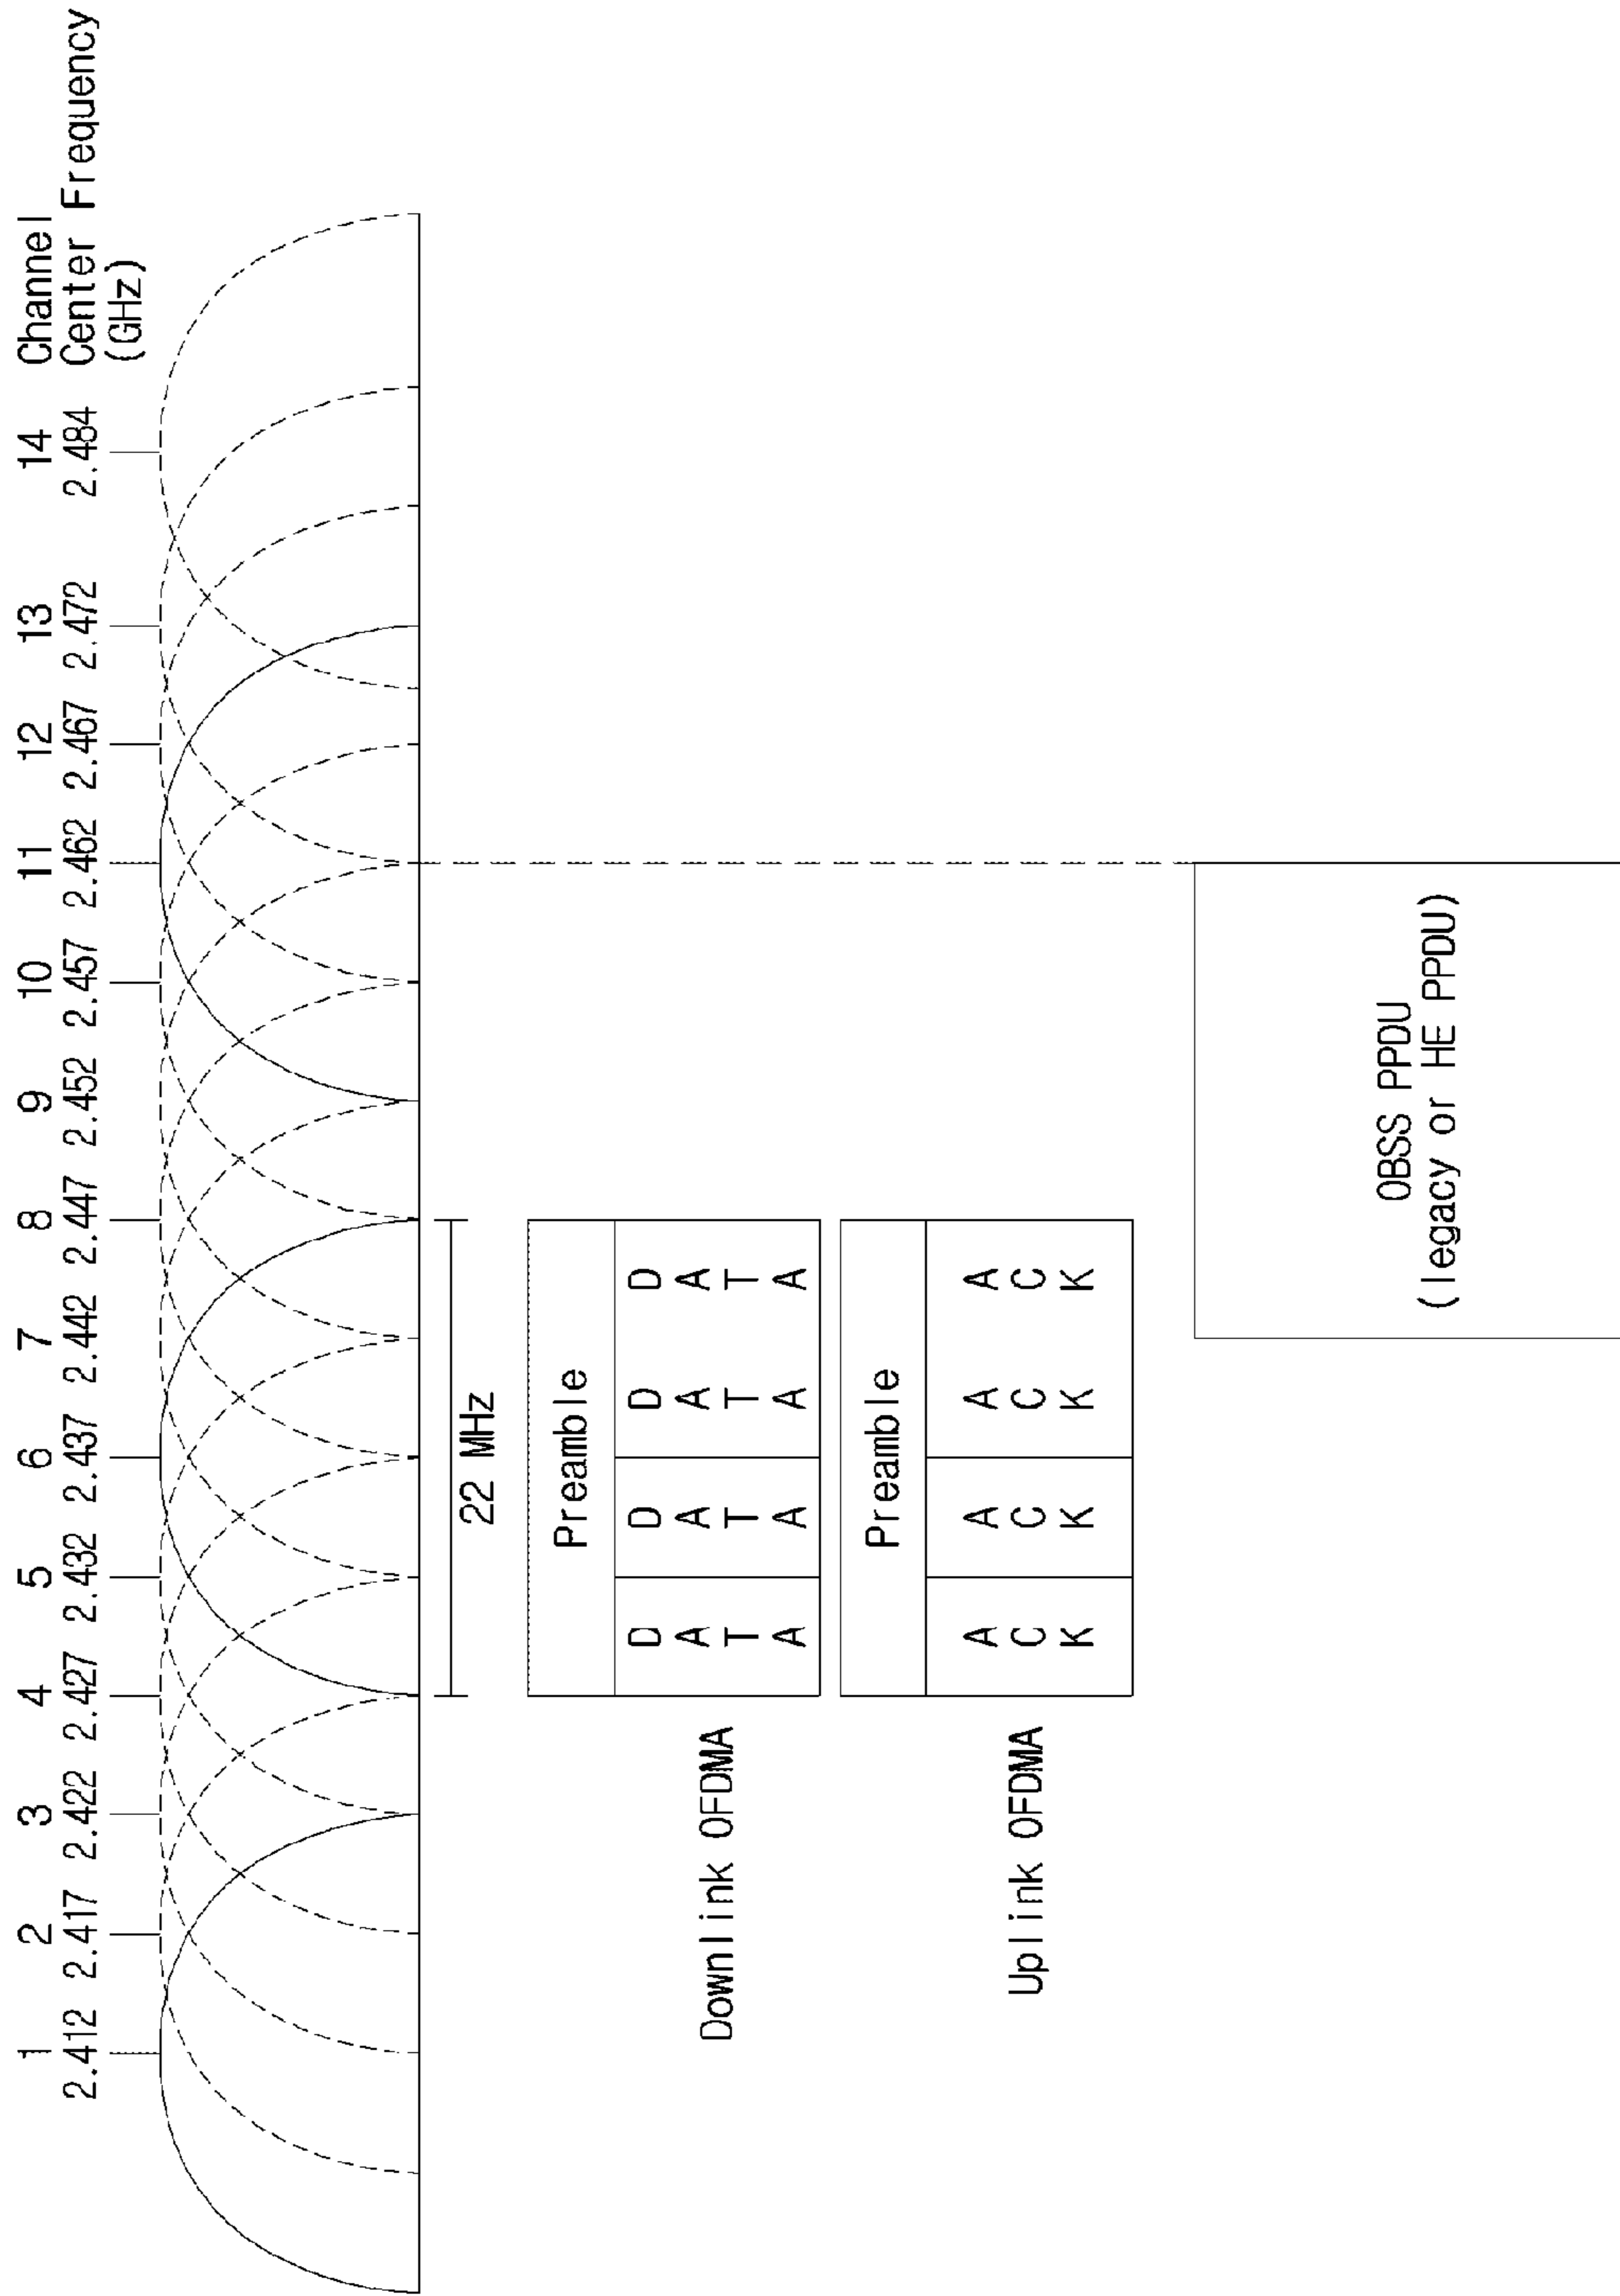 1 2 3 4 5 6 7 8 9 10 11 12 13 14 Channel
2.412 2.417 2.422 2.427 2.432 2.437 2.442 2.447 2.452 2.457 2.462 2.467 2.472 2.484 Center Frequency
(GHz)
22 MHz
Preamble
Downlink OFDMA
DATA DATA DATA DATA
Preamble
Uplink OFDMA
ACK ACK ACK ACK
OBSS PPDU
(legacy or HE PPDU)